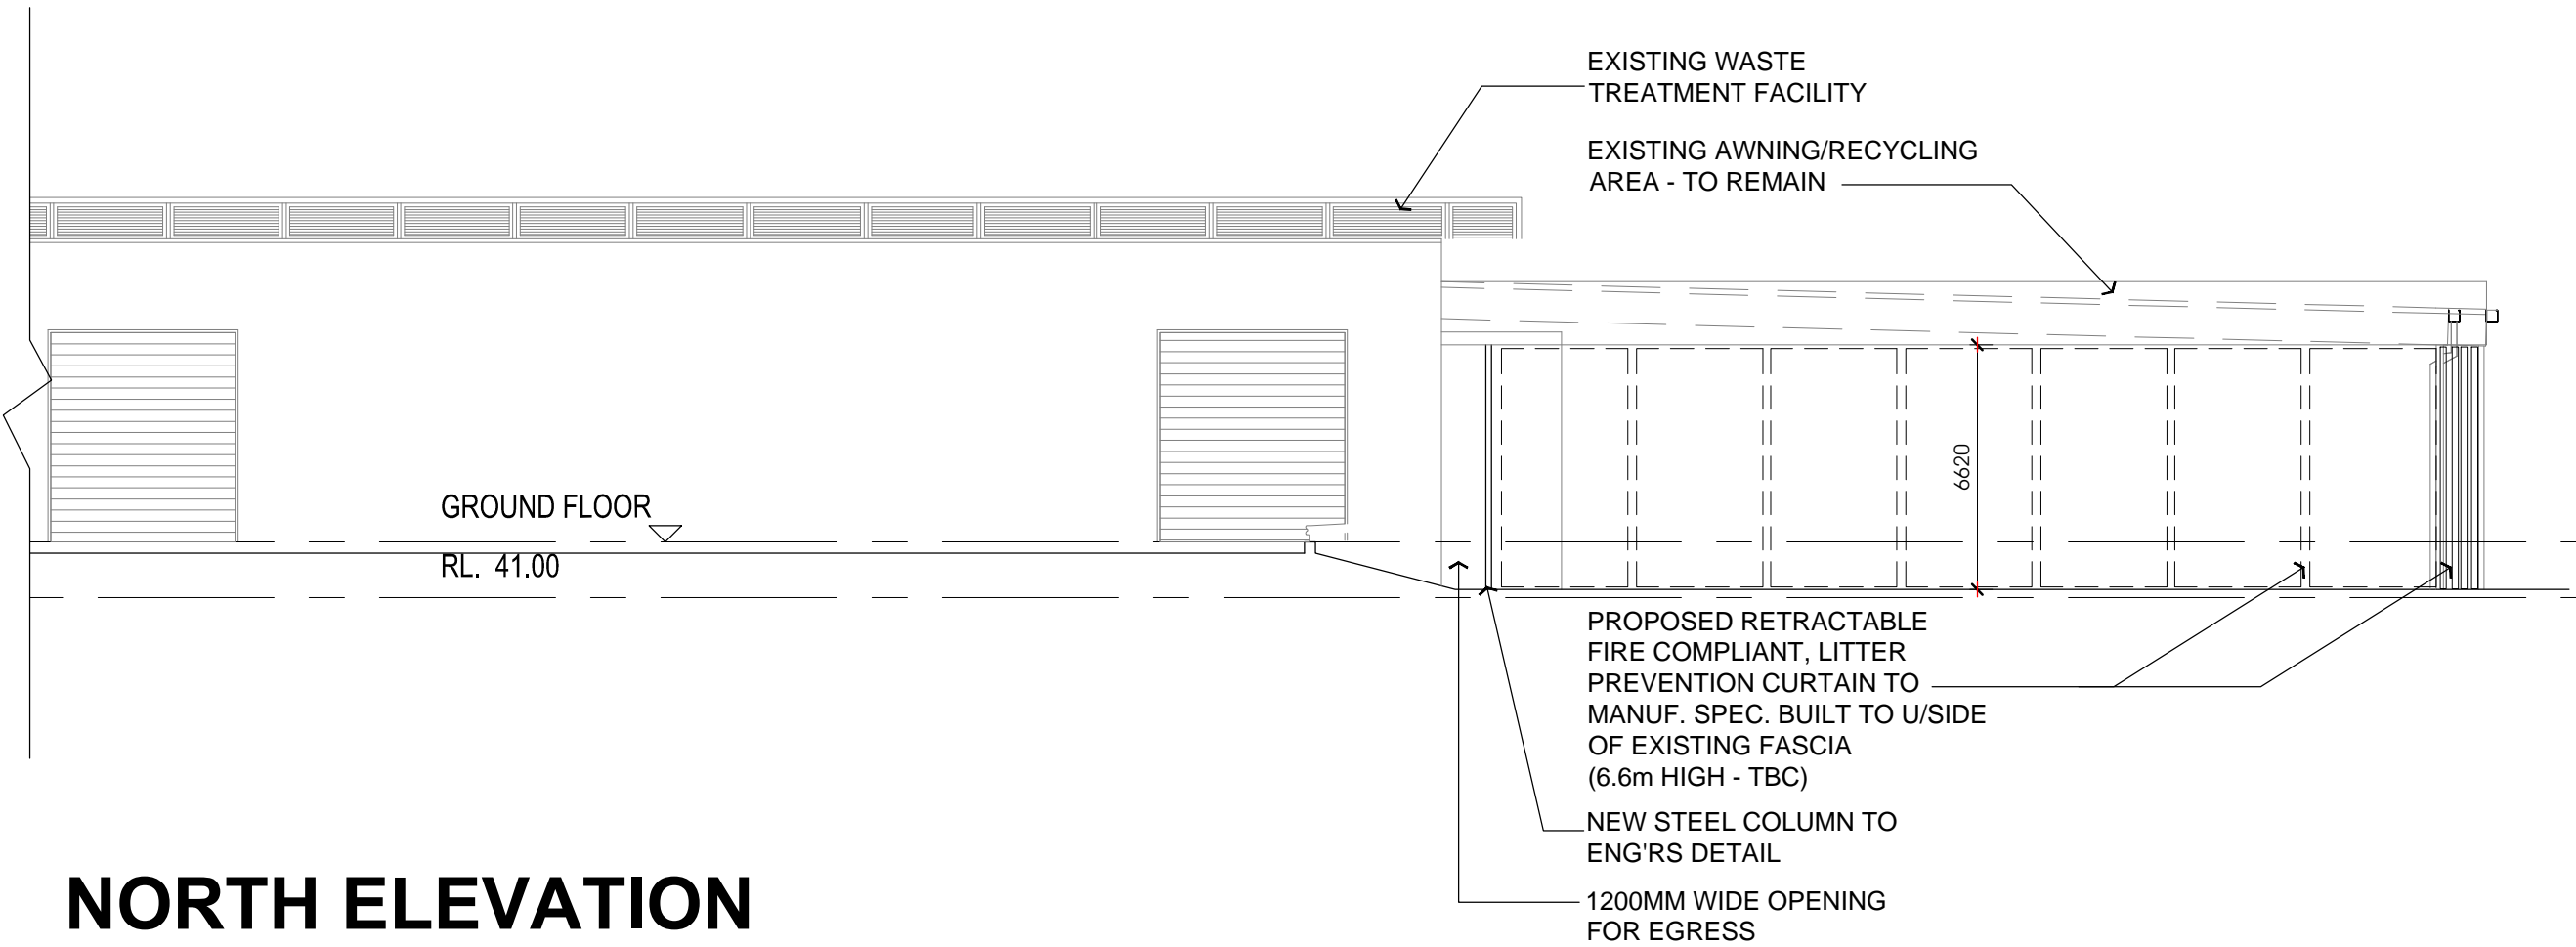 EXISTING WASTE
TREATMENT FACILITY
EXISTING AWNING/RECYCLING
AREA - TO REMAIN
6620
GROUND FLOOR
RL. 41.00
PROPOSED RETRACTABLE
FIRE COMPLIANT, LITTER
PREVENTION CURTAIN TO
MANUF. SPEC. BUILT TO U/SIDE
OF EXISTING FASCIA
(6.6m HIGH - TBC)
NEW STEEL COLUMN TO
ENG'RS DETAIL
1200MM WIDE OPENING
FOR EGRESS
NORTH ELEVATION